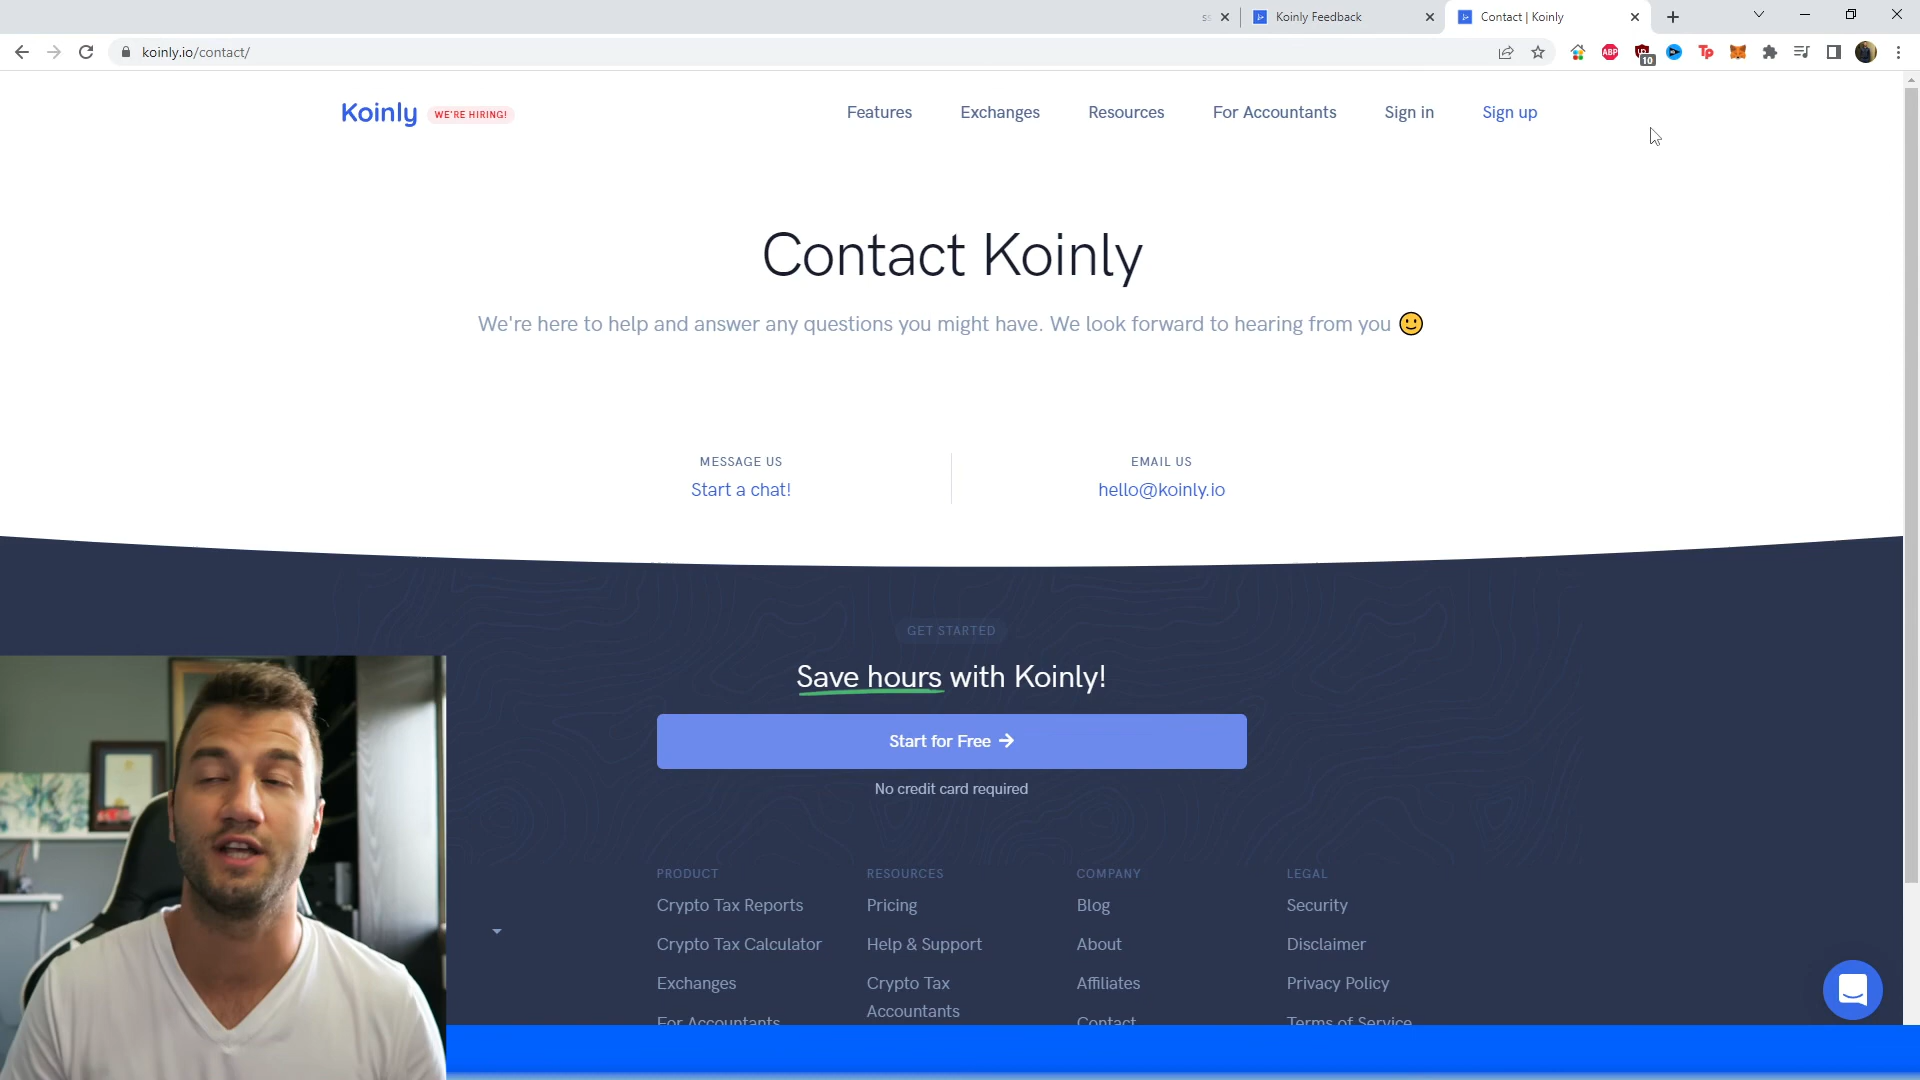 Koinly Feedback
Contact | Koinly
koinly.io/contact/
ABP
10
Tp
Koinly
WE'RE HIRING!
Features
Exchanges
Resources
For Accountants
Sign in
Sign up
Contact Koinly
We're here to help and answer any questions you might have. We look forward to hearing from you
MESSAGE US
Start a chat!
EMAIL US
hello@koinly.io
GET STARTED
Save hours with Koinly!
Start for Free
No credit card required
PRODUCT
Crypto Tax Reports
Crypto Tax Calculator
Exchanges
For Accountants
RESOURCES
Pricing
Help & Support
Crypto Tax
Accountants
COMPANY
Blog
About
Affiliates
Contact
LEGAL
Security
Disclaimer
Privacy Policy
Terms of Service